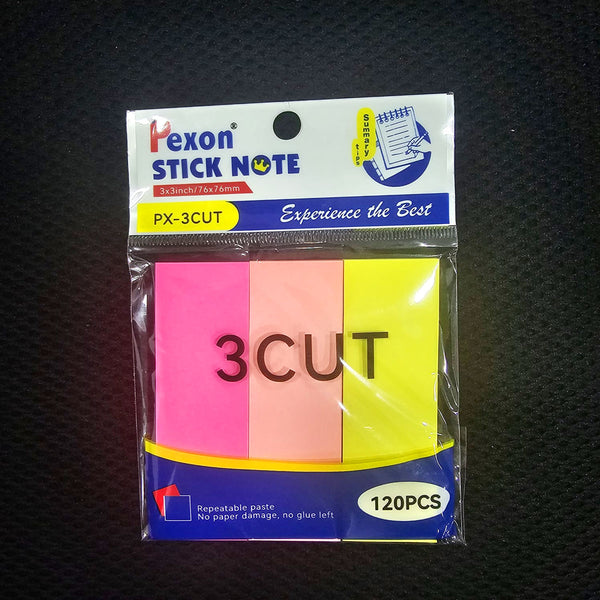 Pexon®
STICK NOTE
3x3inch/76x76mm
PX-3CUT
Summary
tips
Experience the Best
3CUT
Repeatable paste
No paper damage, no glue left
120PCS